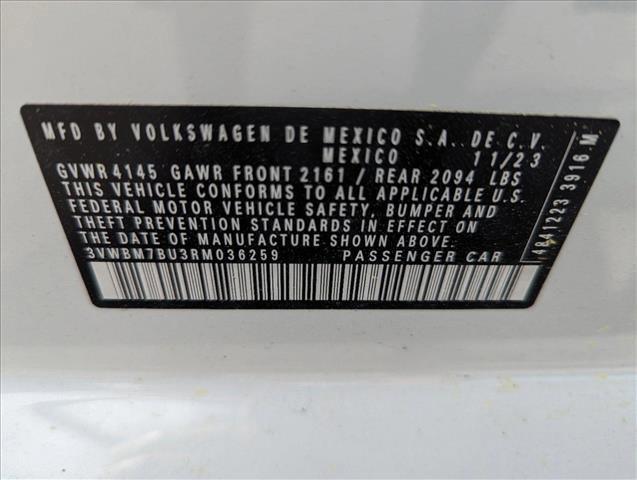 MFD BY VOLKSWAGEN DE MEXICO S.A. DE C.V.
MEXICO 11/23
GVWR 4145 GAWR FRONT 2161 / REAR 2094 LBS
THIS VEHICLE CONFORMS TO ALL APPLICABLE U.S.
FEDERAL MOTOR VEHICLE SAFETY, BUMPER AND
THEFT PREVENTION STANDARDS IN EFFECT ON
THE DATE OF MANUFACTURE SHOWN ABOVE.
3VWBM7BU3RM036259 PASSENGER CAR
4841223 3916 M